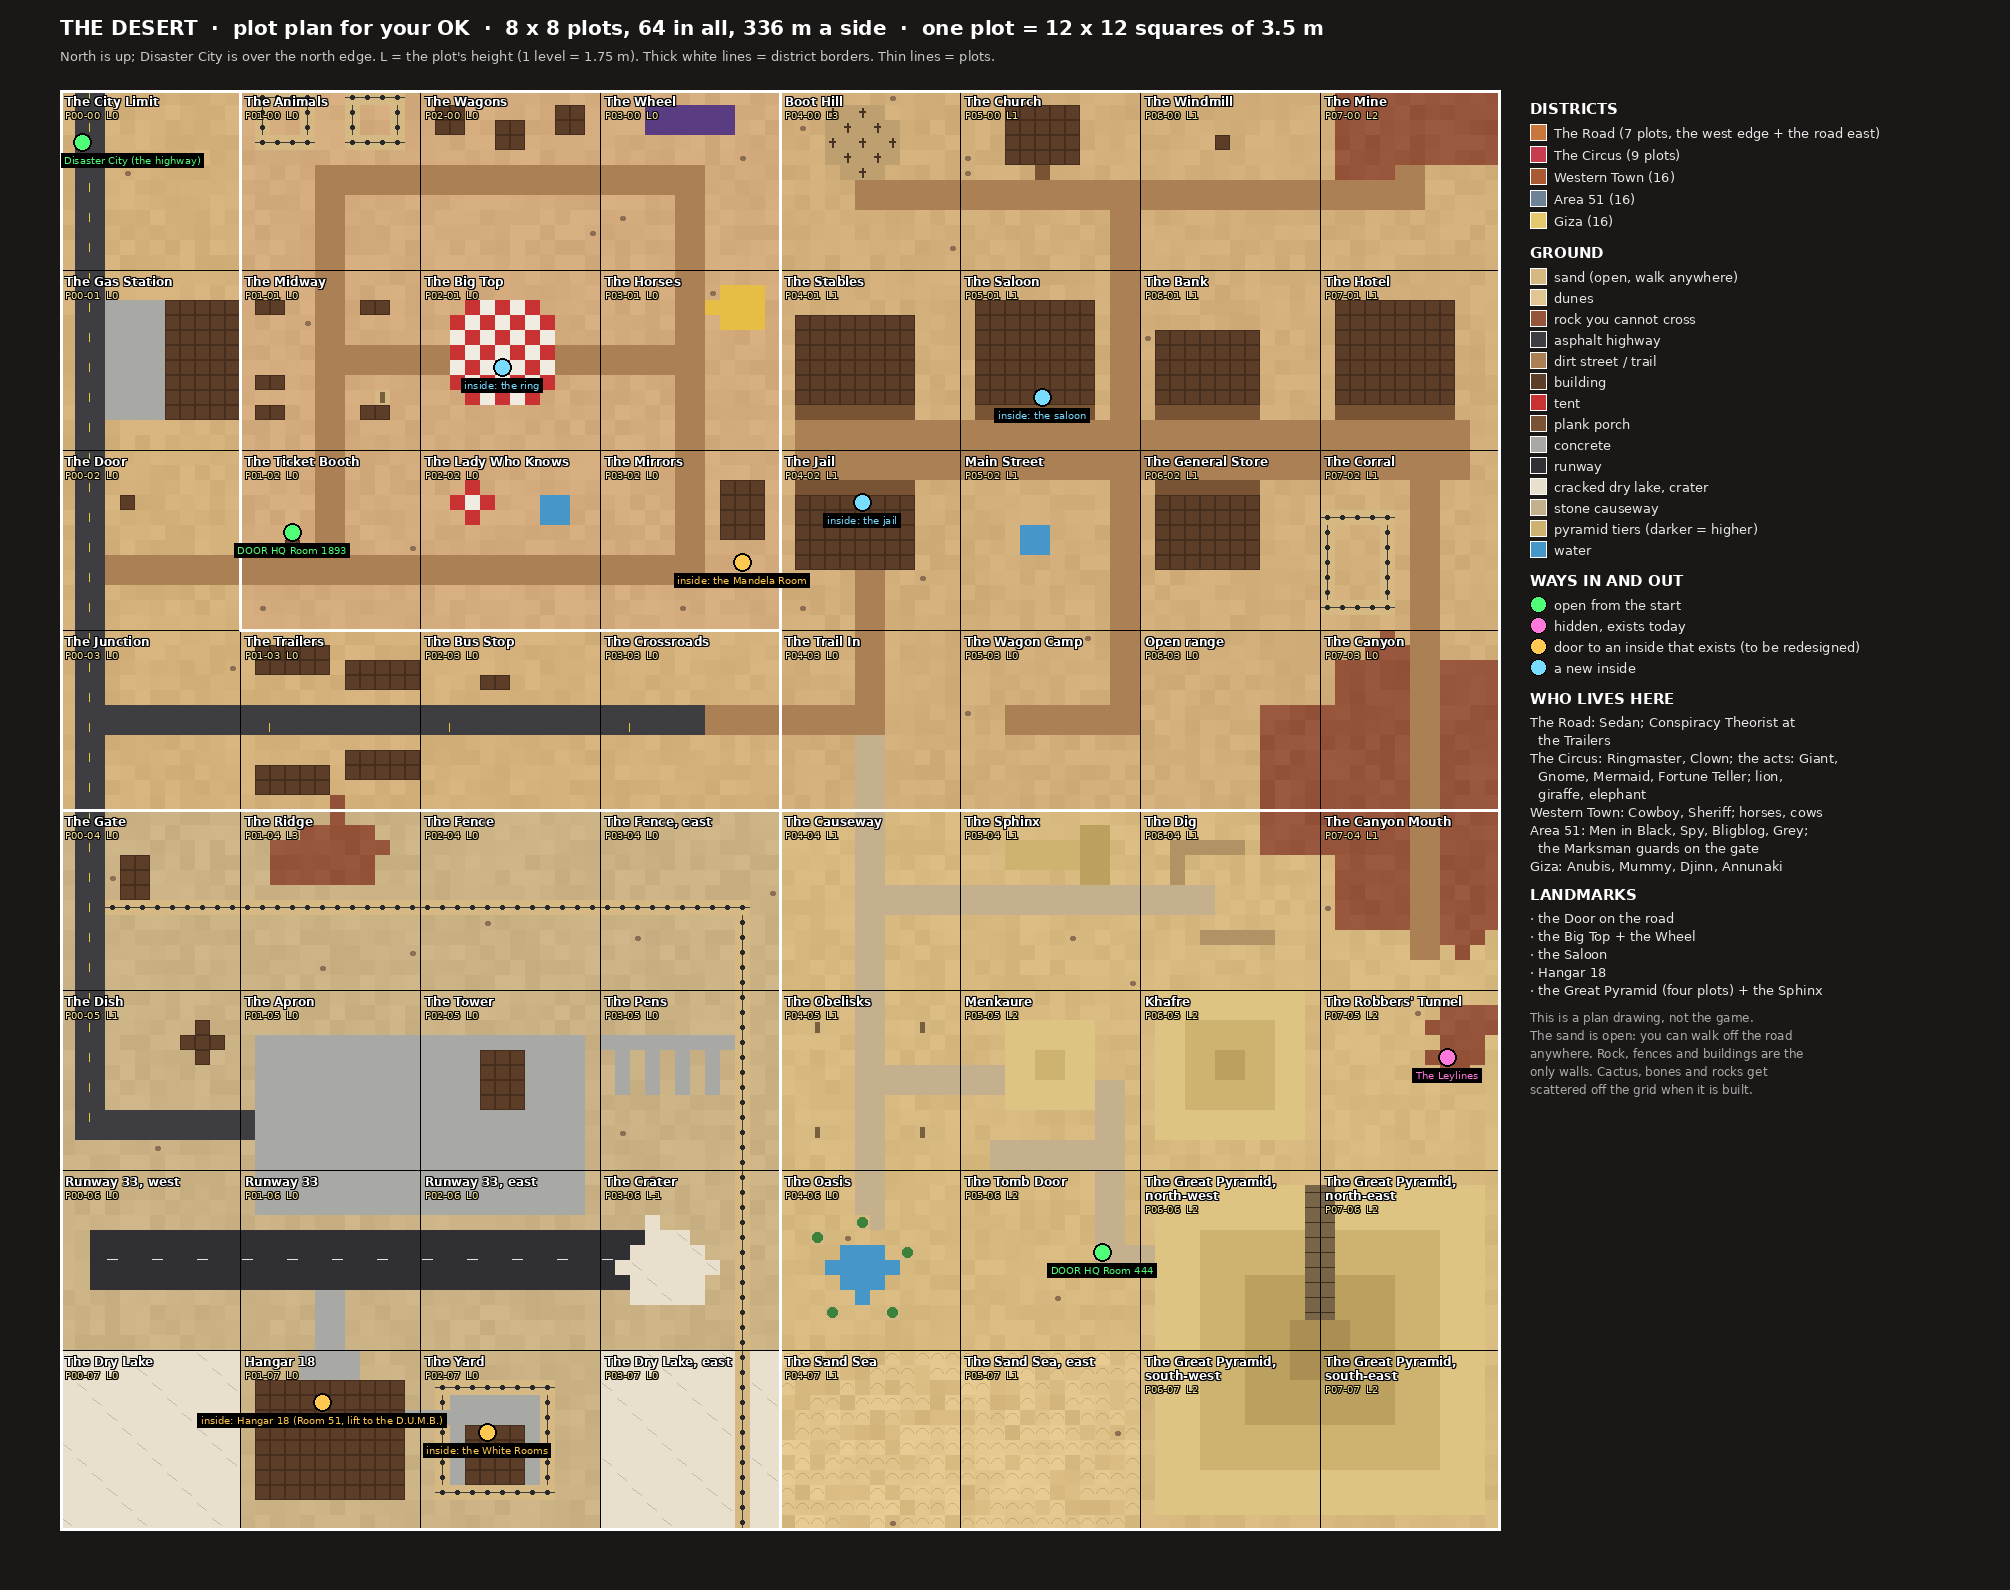 THE DESERT · plot plan for your OK · 8 x 8 plots, 64 in all, 336 m a side · one plot = 12 x 12 squares of 3.5 m
North is up; Disaster City is over the north edge. L = the plot's height (1 level = 1.75 m). Thick white lines = district borders. Thin lines = plots.
The City Limit
P00-00 L0
Disaster City (the highway)
The Animals
P01-00 L0
The Wagons
P02-00 L0
The Wheel
P03-00 L0
Boot Hill
P04-00 L3
The Church
P05-00 L1
The Windmill
P06-00 L1
The Mine
P07-00 L2
The Gas Station
P00-01 L0
The Midway
P01-01 L0
The Big Top
P02-01 L0
inside: the ring
The Horses
P03-01 L0
The Stables
P04-01 L1
The Saloon
P05-01 L1
inside: the saloon
The Bank
P06-01 L1
The Hotel
P07-01 L1
The Door
P00-02 L0
The Ticket Booth
P01-02 L0
DOOR HQ Room 1893
The Lady Who Knows
P02-02 L0
The Mirrors
P03-02 L0
inside: the Mandela Room
The Jail
P04-02 L1
inside: the jail
Main Street
P05-02 L1
The General Store
P06-02 L1
The Corral
P07-02 L1
The Junction
P00-03 L0
The Trailers
P01-03 L0
The Bus Stop
P02-03 L0
The Crossroads
P03-03 L0
The Trail In
P04-03 L0
The Wagon Camp
P05-03 L0
Open range
P06-03 L0
The Canyon
P07-03 L0
The Gate
P00-04 L0
The Ridge
P01-04 L3
The Fence
P02-04 L0
The Fence, east
P03-04 L0
The Causeway
P04-04 L1
The Sphinx
P05-04 L1
The Dig
P06-04 L1
The Canyon Mouth
P07-04 L1
The Dish
P00-05 L1
The Apron
P01-05 L0
The Tower
P02-05 L0
The Pens
P03-05 L0
The Obelisks
P04-05 L1
Menkaure
P05-05 L2
Khafre
P06-05 L2
The Robbers' Tunnel
P07-05 L2
The Leylines
Runway 33, west
P00-06 L0
Runway 33
P01-06 L0
Runway 33, east
P02-06 L0
The Crater
P03-06 L-1
The Oasis
P04-06 L0
The Tomb Door
P05-06 L2
DOOR HQ Room 444
The Great Pyramid,
north-west
P06-06 L2
The Great Pyramid,
north-east
P07-06 L2
The Dry Lake
P00-07 L0
Hangar 18
P01-07 L0
inside: Hangar 18 (Room 51, lift to the D.U.M.B.)
The Yard
P02-07 L0
inside: the White Rooms
The Dry Lake, east
P03-07 L0
The Sand Sea
P04-07 L1
The Sand Sea, east
P05-07 L1
The Great Pyramid,
south-west
P06-07 L2
The Great Pyramid,
south-east
P07-07 L2
DISTRICTS
The Road (7 plots, the west edge + the road east)
The Circus (9 plots)
Western Town (16)
Area 51 (16)
Giza (16)
GROUND
sand (open, walk anywhere)
dunes
rock you cannot cross
asphalt highway
dirt street / trail
building
tent
plank porch
concrete
runway
cracked dry lake, crater
stone causeway
pyramid tiers (darker = higher)
water
WAYS IN AND OUT
open from the start
hidden, exists today
door to an inside that exists (to be redesigned)
a new inside
WHO LIVES HERE
The Road: Sedan; Conspiracy Theorist at
the Trailers
The Circus: Ringmaster, Clown; the acts: Giant,
Gnome, Mermaid, Fortune Teller; lion,
giraffe, elephant
Western Town: Cowboy, Sheriff; horses, cows
Area 51: Men in Black, Spy, Bligblog, Grey;
the Marksman guards on the gate
Giza: Anubis, Mummy, Djinn, Annunaki
LANDMARKS
· the Door on the road
· the Big Top + the Wheel
· the Saloon
· Hangar 18
· the Great Pyramid (four plots) + the Sphinx
This is a plan drawing, not the game.
The sand is open: you can walk off the road
anywhere. Rock, fences and buildings are the
only walls. Cactus, bones and rocks get
scattered off the grid when it is built.